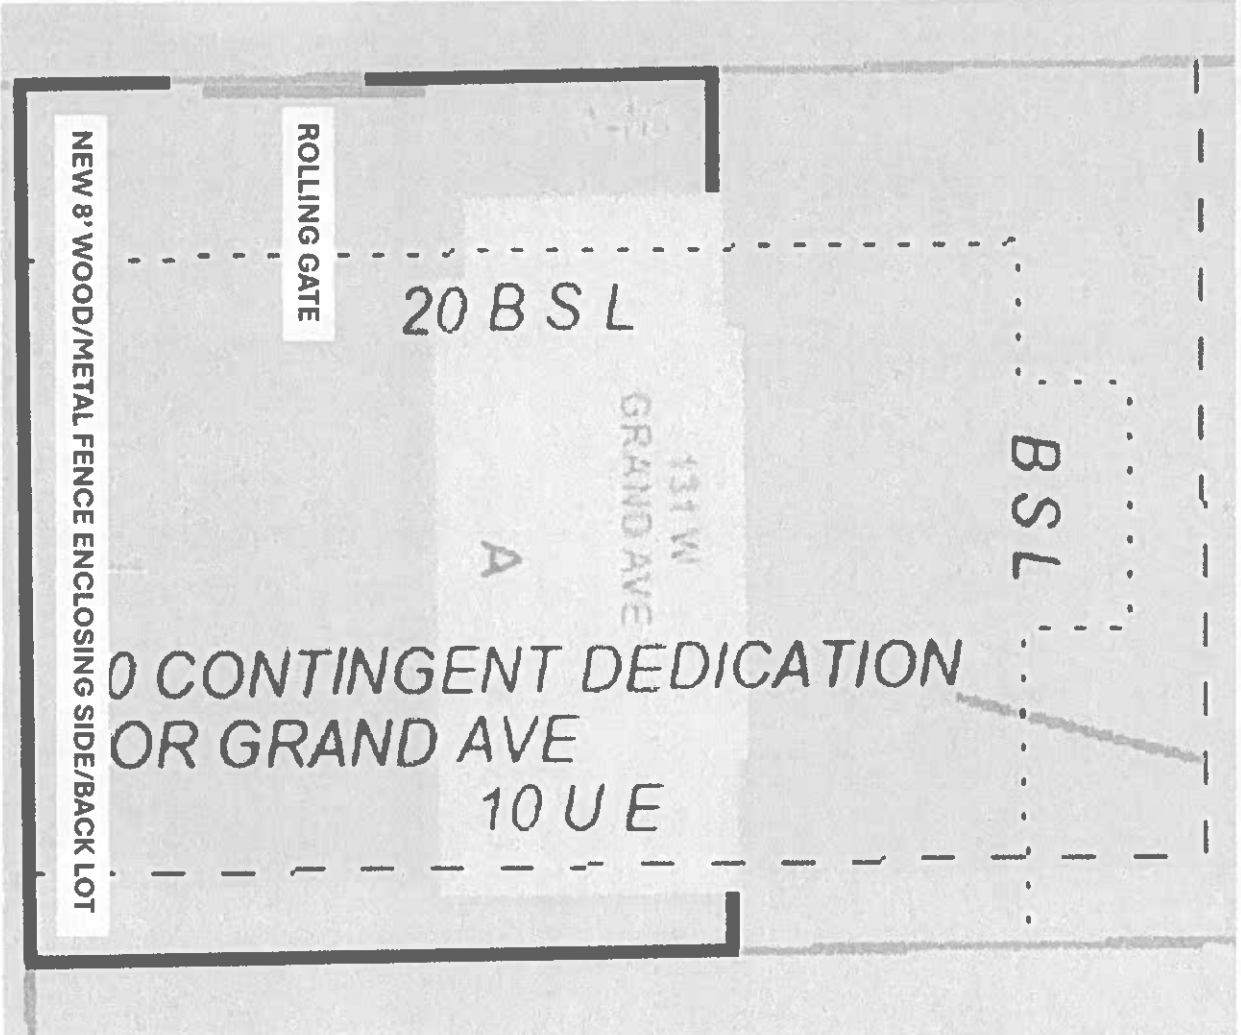 NEW 8' WOOD/METAL FENCE ENCLOSING SIDE/BACK LOT
ROLLING GATE
20 B S L
131 W
GRAND AVE
A
B S L
0 CONTINGENT DEDICATION
OR GRAND AVE
10 U E